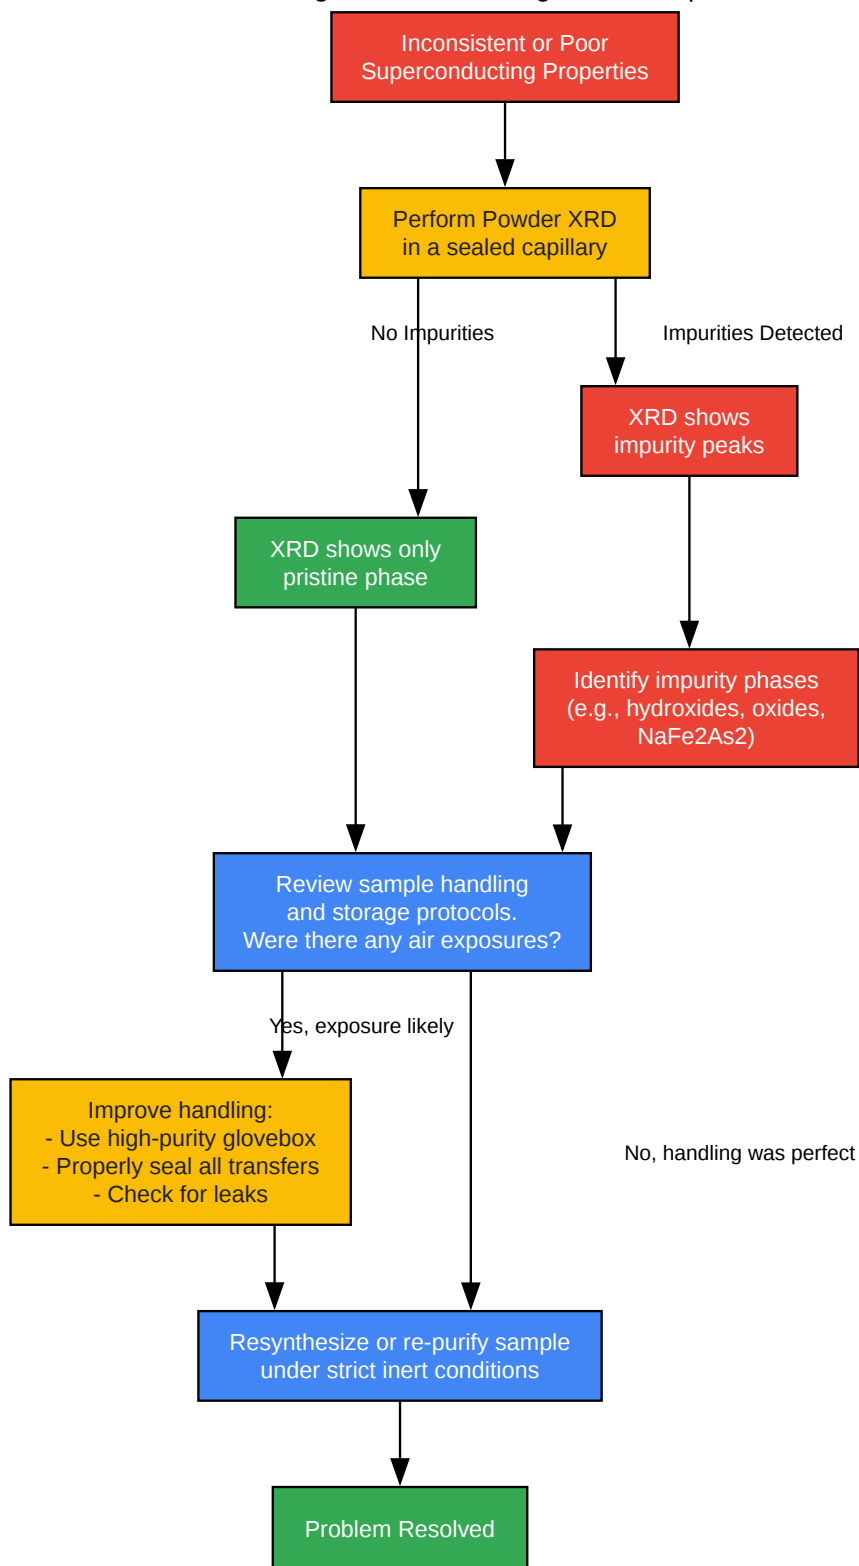 Inconsistent or Poor
Superconducting Properties
Perform Powder XRD
in a sealed capillary
No Impurities
Impurities Detected
XRD shows
impurity peaks
XRD shows only
pristine phase
Identify impurity phases
(e.g., hydroxides, oxides,
NaFe2As2)
Review sample handling
and storage protocols.
Were there any air exposures?
Yes, exposure likely
Improve handling:
- Use high-purity glovebox
- Properly seal all transfers
- Check for leaks
No, handling was perfect
Resynthesize or re-purify sample
under strict inert conditions
Problem Resolved